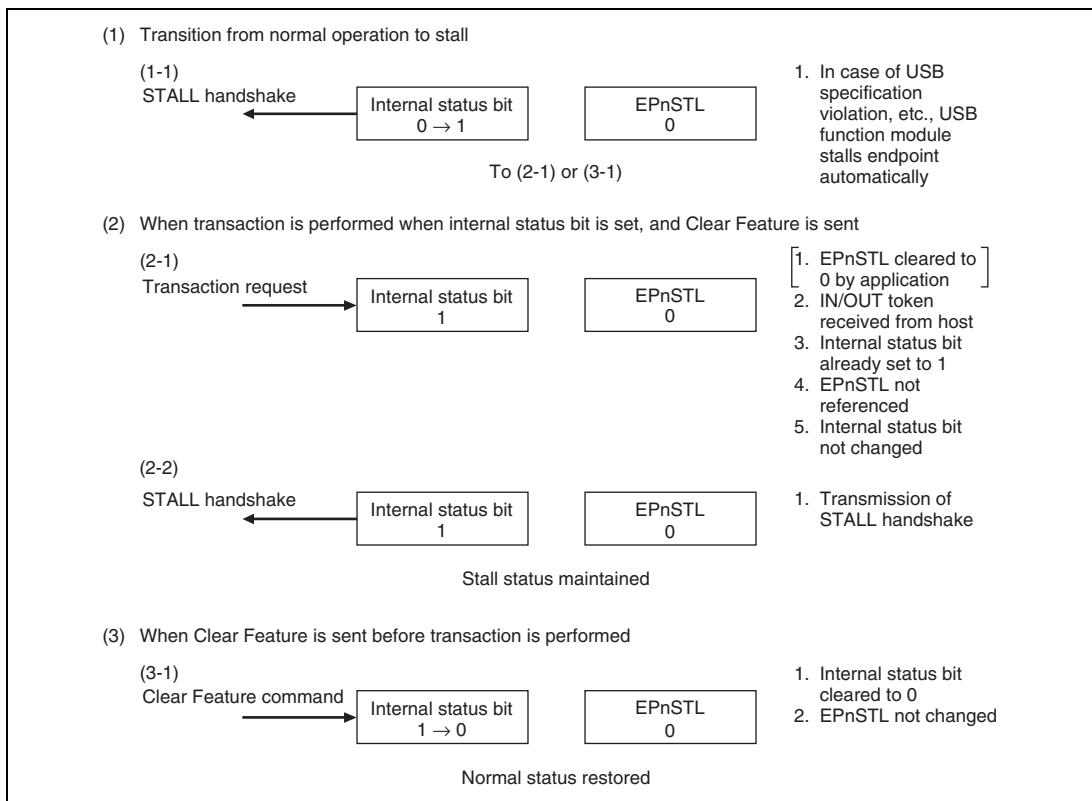 (1) Transition from normal operation to stall
(1-1)
STALL handshake
Internal status bit
0 → 1
EPnSTL
0
To (2-1) or (3-1)
1. In case of USB
specification
violation, etc., USB
function module
stalls endpoint
automatically
(2) When transaction is performed when internal status bit is set, and Clear Feature is sent
(2-1)
Transaction request
Internal status bit
1
EPnSTL
0
1. EPnSTL cleared to
0 by application
2. IN/OUT token
received from host
3. Internal status bit
already set to 1
4. EPnSTL not
referenced
5. Internal status bit
not changed
(2-2)
STALL handshake
Internal status bit
1
EPnSTL
0
1. Transmission of
STALL handshake
Stall status maintained
(3) When Clear Feature is sent before transaction is performed
(3-1)
Clear Feature command
Internal status bit
1 → 0
EPnSTL
0
1. Internal status bit
cleared to 0
2. EPnSTL not changed
Normal status restored